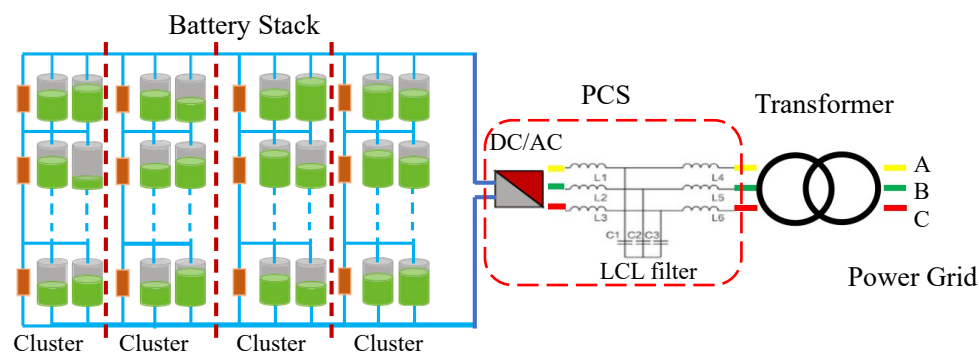 Battery Stack
PCS
Transformer
DC/AC
L1
L4
A
L2
L5
B
L3
L6
C
C1 C2 C3
LCL filter
Power Grid
Cluster Cluster Cluster Cluster